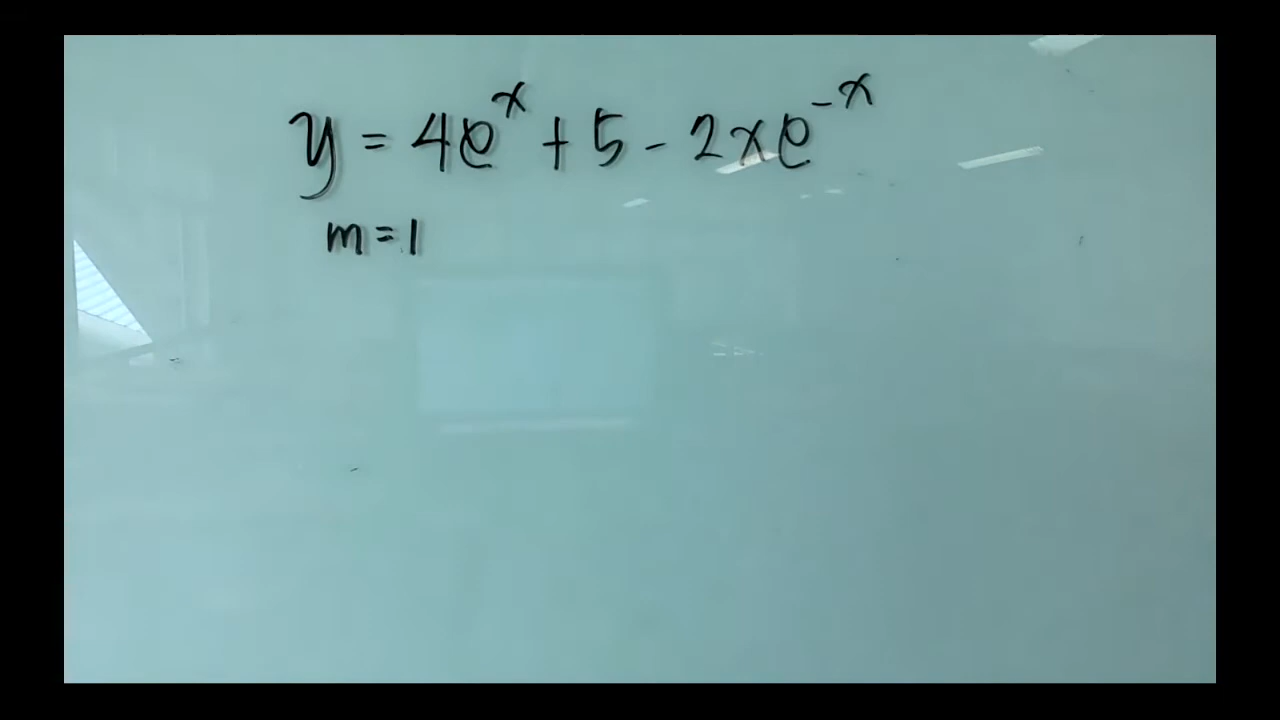 y = 4e^x + 5 - 2xe^-x
m = 1